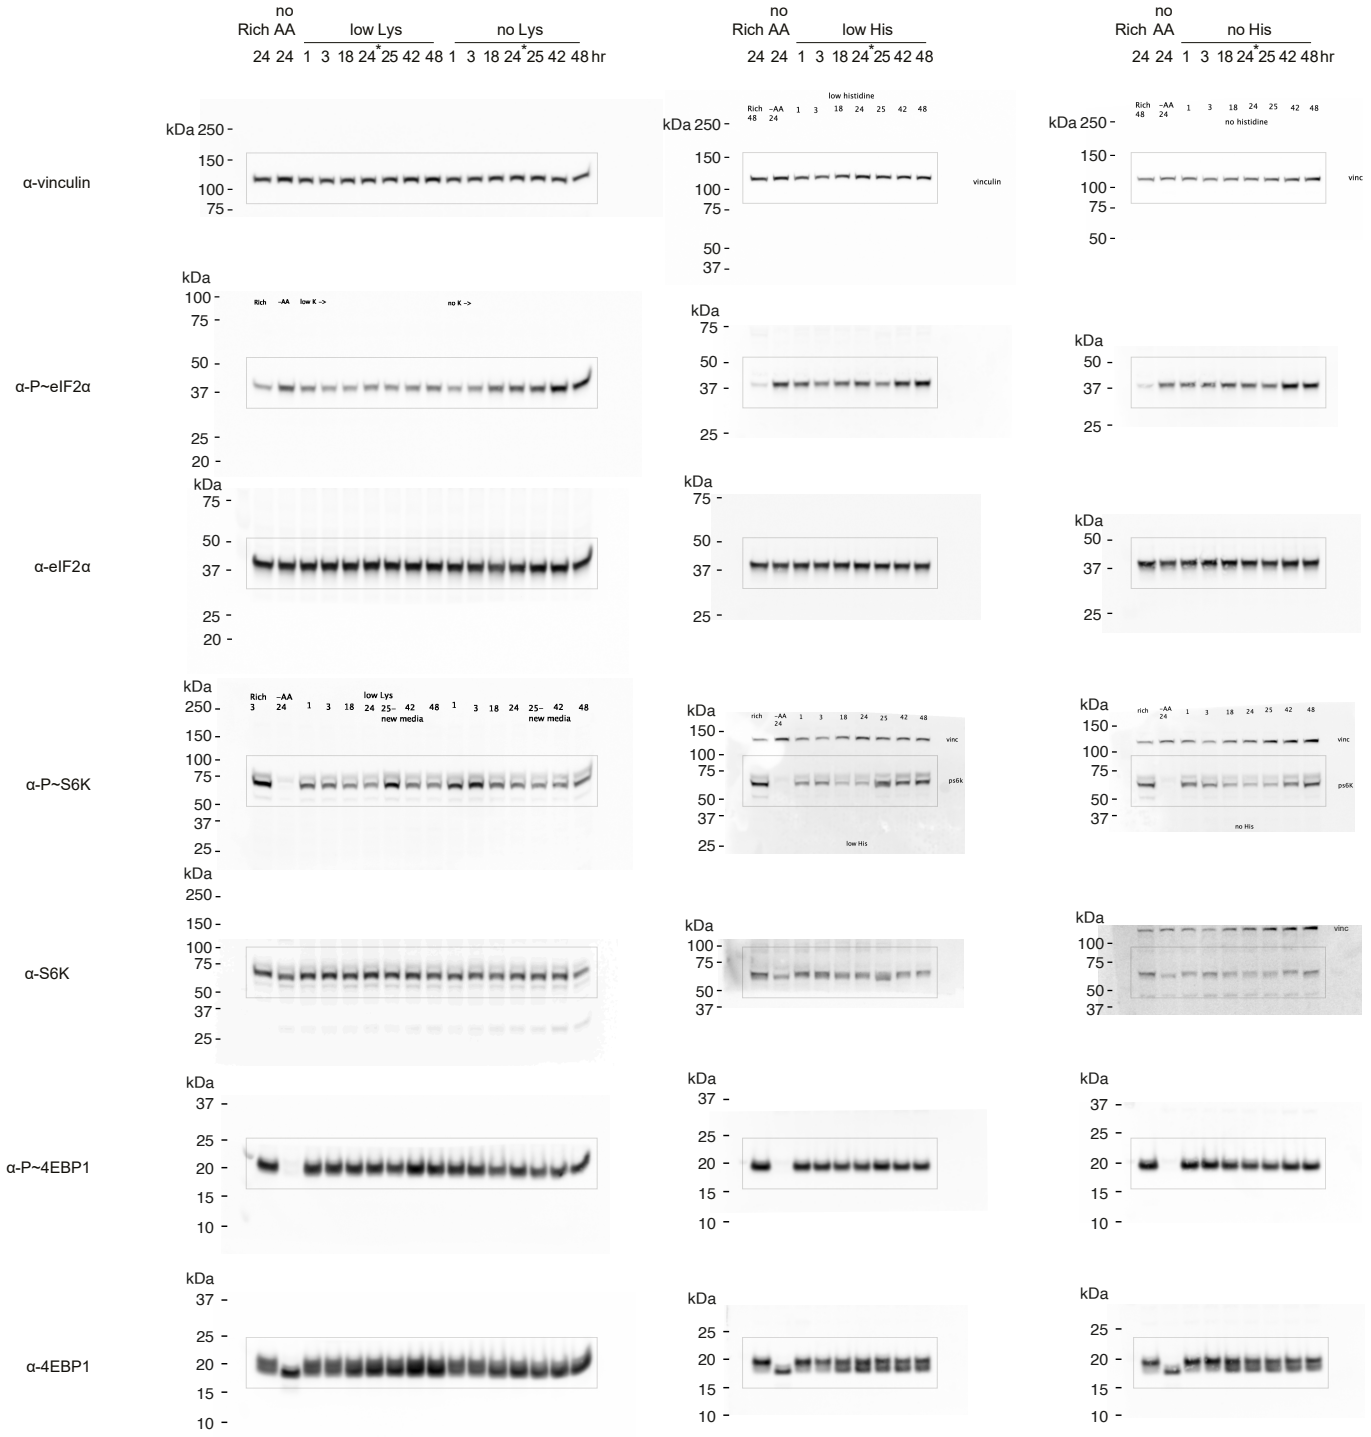 no no no
Rich AA low Lys no Lys Rich AA low His Rich AA no His
24 24 1 3 18 24 * 25 42 48 1 3 18 24 * 25 42 48 hr 24 24 1 3 18 24 * 25 42 48 24 24 1 3 18 24 * 25 42 48 hr
low histidine
Rich -AA 1 3 18 24 25 42 48
48 24
Rich -AA 1 3 18 24 25 42 48
48 24
no histidine
kDa 250 -
150 -
100 -
75 -
α-vinculin
kDa 250 -
150 -
100 -
75 -
50 -
37 -
vinculin
kDa 250 -
150 -
100 -
75 -
50 -
vinc
kDa
100 -
75 -
50 -
37 -
25 -
20 -
Rich -AA low K -> no K ->
α-P~eIF2α
kDa
75 -
50 -
37 -
25 -
kDa
50 -
37 -
25 -
kDa
75 -
50 -
37 -
25 -
20 -
α-eIF2α
kDa
75 -
50 -
37 -
25 -
kDa
50 -
37 -
25 -
kDa
250 -
150 -
100 -
75 -
50 -
37 -
25 -
Rich -AA low Lys
3 24 1 3 18 24 25- 42 48 1 3 18 24 25- 42 48
new media new media
α-P~S6K
kDa
150 -
100 -
75 -
50 -
37 -
25 -
rich -AA 1 3 18 24 25 42 48
24
vinc
ps6k
low His
kDa
150 -
100 -
75 -
50 -
37 -
rich -AA 1 3 18 24 25 42 48
24
vinc
ps6K
no His
kDa
250 -
150 -
100 -
75 -
50 -
37 -
25 -
α-S6K
kDa
100 -
75 -
50 -
37 -
kDa
100 -
75 -
50 -
37 -
vinc
kDa
37 -
25 -
20 -
15 -
10 -
α-P~4EBP1
kDa
37 -
25 -
20 -
15 -
10 -
kDa
37 -
25 -
20 -
15 -
10 -
kDa
37 -
25 -
20 -
15 -
10 -
α-4EBP1
kDa
25 -
20 -
15 -
10 -
kDa
25 -
20 -
15 -
10 -